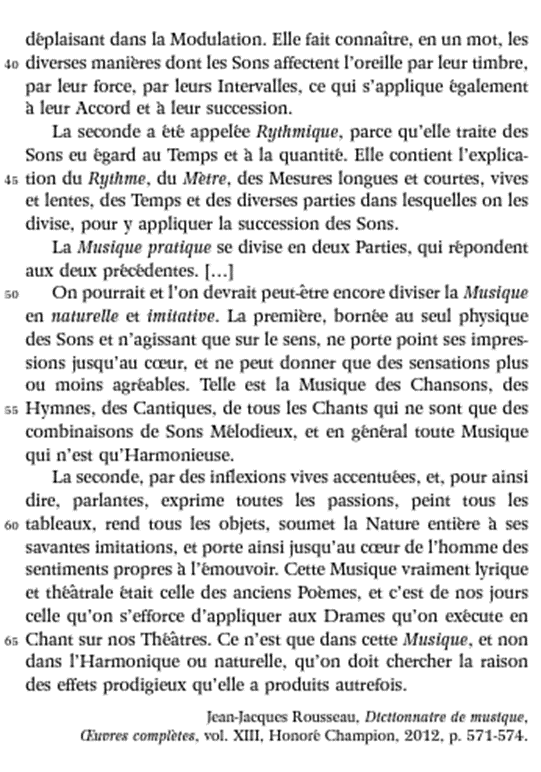 déplaisant dans la Modulation. Elle fait connaître, en un mot, les
40 diverses manières dont les Sons affectent l'oreille par leur timbre,
par leur force, par leurs Intervalles, ce qui s'applique également
à leur Accord et à leur succession.
La seconde a été appelée Rythmique, parce qu'elle traite des
Sons eu égard au Temps et à la quantité. Elle contient l'explica-
45 tion du Rythme, du Mètre, des Mesures longues et courtes, vives
et lentes, des Temps et des diverses parties dans lesquelles on les
divise, pour y appliquer la succession des Sons.
La Musique pratique se divise en deux Parties, qui répondent
aux deux précédentes. [...]
50 On pourrait et l'on devrait peut-être encore diviser la Musique
en naturelle et imitative. La première, bornée au seul physique
des Sons et n'agissant que sur le sens, ne porte point ses impres-
sions jusqu'au cœur, et ne peut donner que des sensations plus
ou moins agréables. Telle est la Musique des Chansons, des
55 Hymnes, des Cantiques, de tous les Chants qui ne sont que des
combinaisons de Sons Mélodieux, et en général toute Musique
qui n'est qu'Harmonieuse.
La seconde, par des inflexions vives accentuées, et, pour ainsi
dire, parlantes, exprime toutes les passions, peint tous les
60 tableaux, rend tous les objets, soumet la Nature entière à ses
savantes imitations, et porte ainsi jusqu'au cœur de l'homme des
sentiments propres à l'émouvoir. Cette Musique vraiment lyrique
et théâtrale était celle des anciens Poèmes, et c'est de nos jours
celle qu'on s'efforce d'appliquer aux Drames qu'on exécute en
65 Chant sur nos Théâtres. Ce n'est que dans cette Musique, et non
dans l'Harmonique ou naturelle, qu'on doit chercher la raison
des effets prodigieux qu'elle a produits autrefois.
Jean-Jacques Rousseau, Dictionnaire de musique,
Œuvres complètes, vol. XIII, Honoré Champion, 2012, p. 571-574.